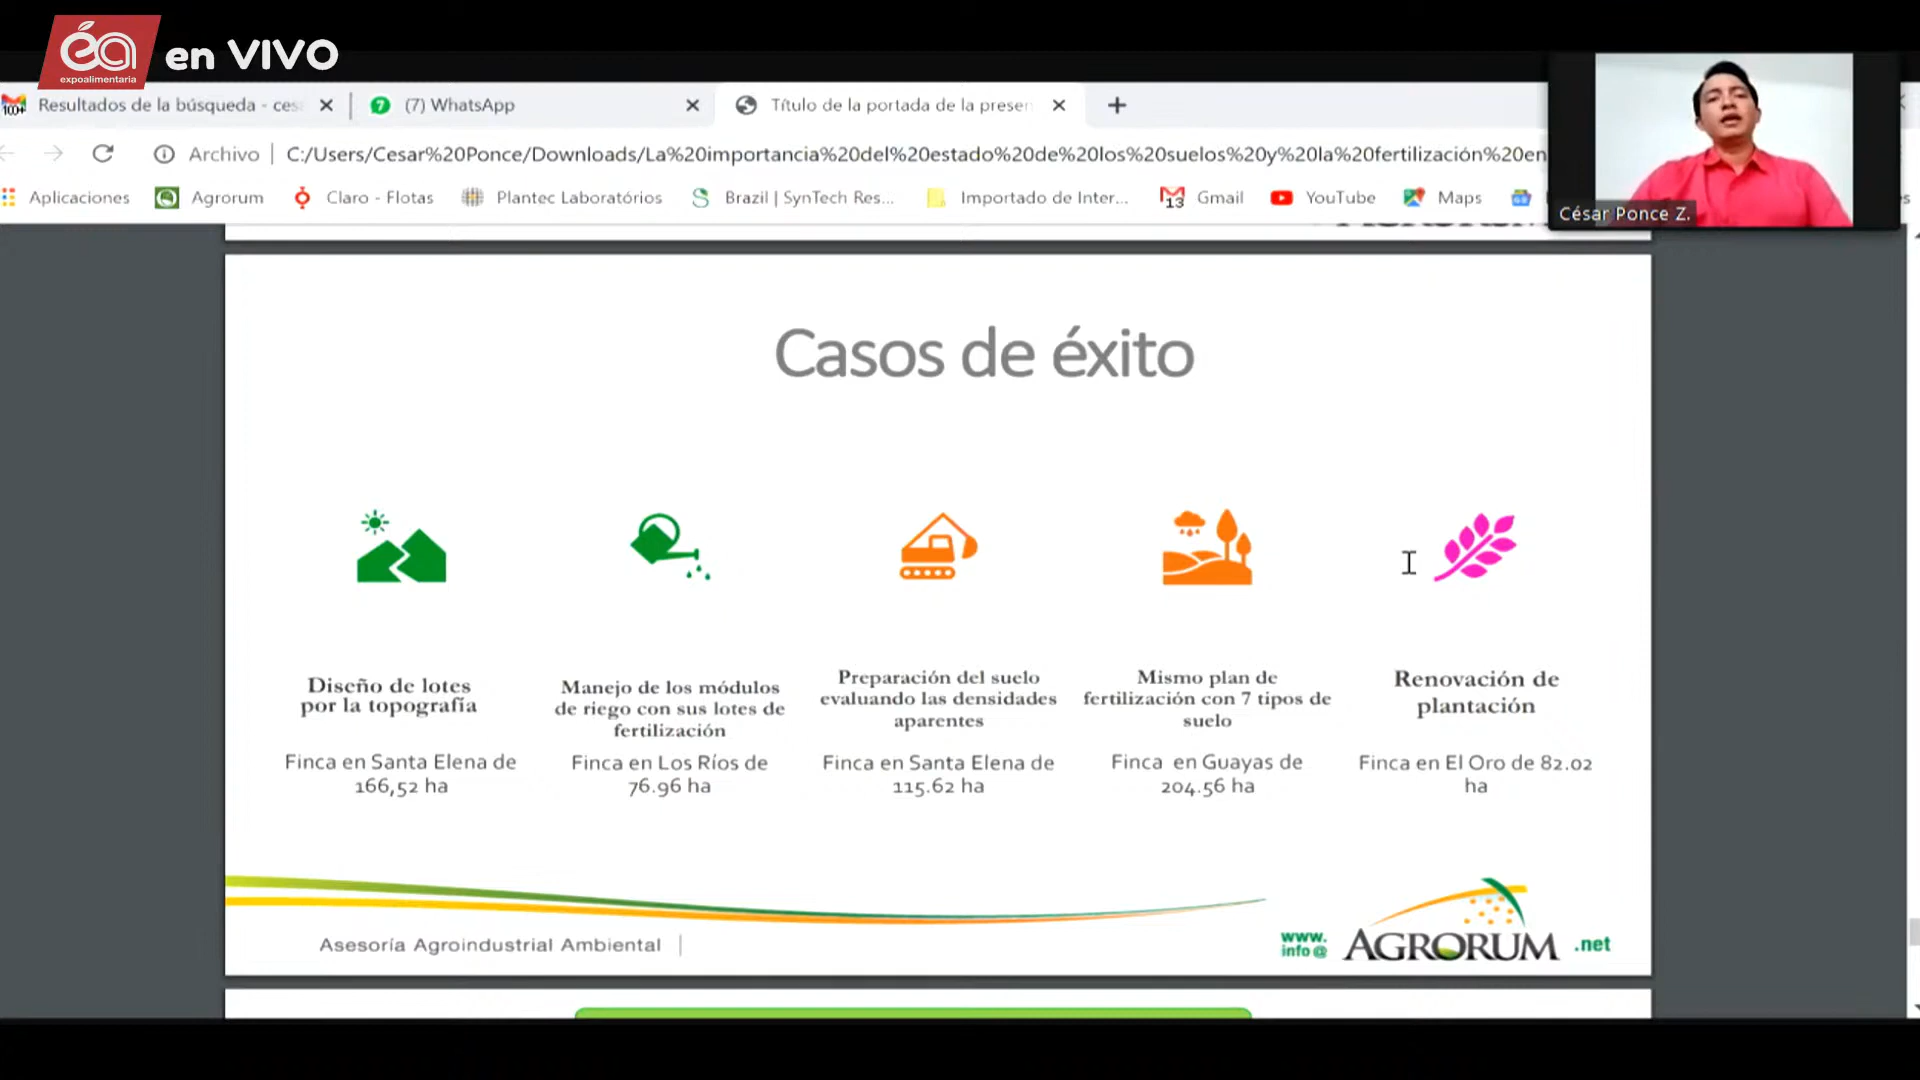 éa
expoalimentaria
en VIVO
Resultados de la búsqueda - ces
(7) WhatsApp
Título de la portada de la presen
Archivo
C:/Users/Cesar%20Ponce/Downloads/La%20importancia%20del%20estado%20de%20los%20suelos%20y%20la%20fertilización%20en
Aplicaciones
Agrorum
Claro - Flotas
Plantec Laboratórios
Brazil | SynTech Res...
Importado de Inter...
Gmail
YouTube
Maps
César Ponce Z.
Casos de éxito
Diseño de lotes
por la topografía
Finca en Santa Elena de
166,52 ha
Manejo de los módulos
de riego con sus lotes de
fertilización
Finca en Los Ríos de
76.96 ha
Preparación del suelo
evaluando las densidades
aparentes
Finca en Santa Elena de
115.62 ha
Mismo plan de
fertilización con 7 tipos de
suelo
Finca en Guayas de
204.56 ha
Renovación de
plantación
Finca en El Oro de 82.02
ha
Asesoría Agroindustrial Ambiental
www.
info@
AGRORUM
.net